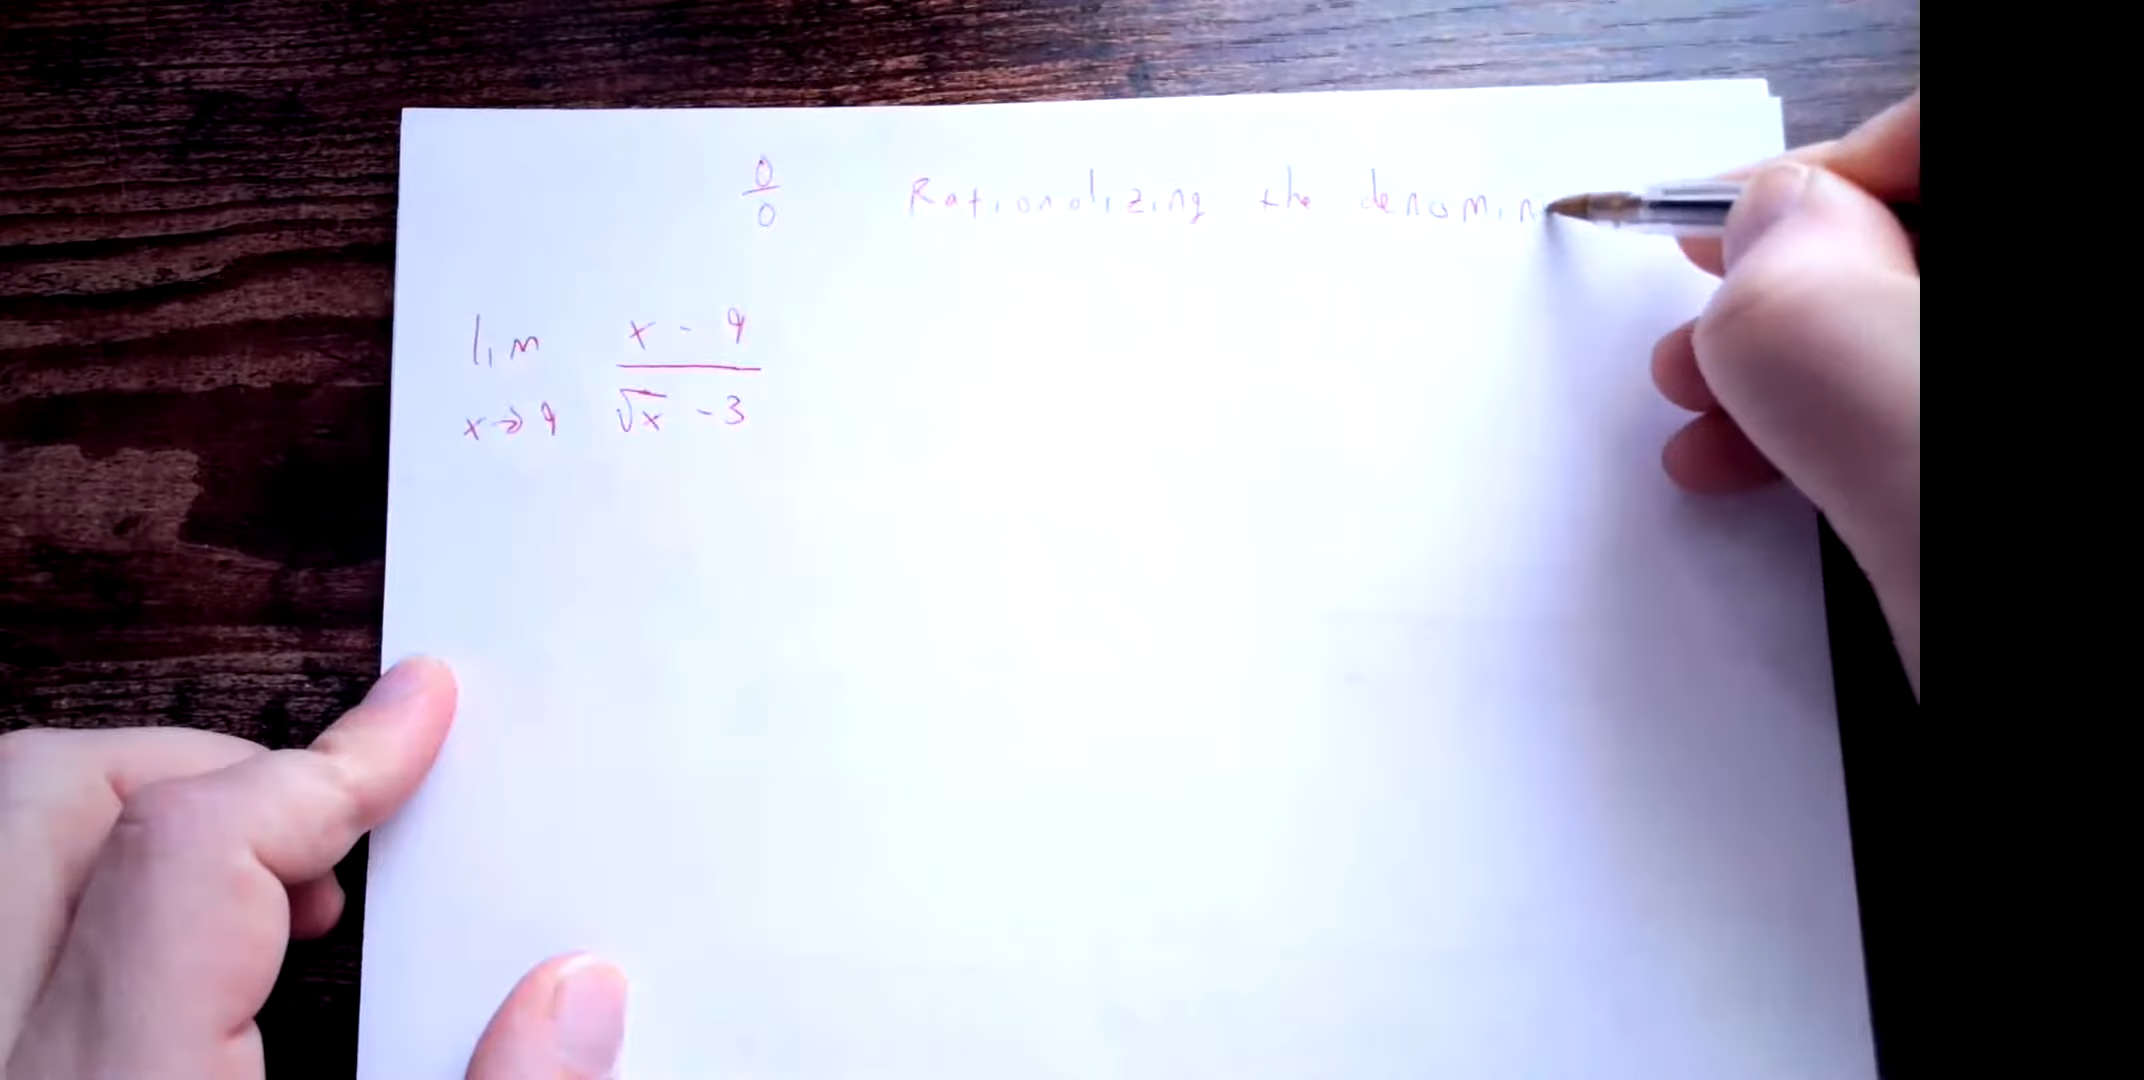 0/0 Rationalizing the denomin
lim x - 9
x→9 √x - 3